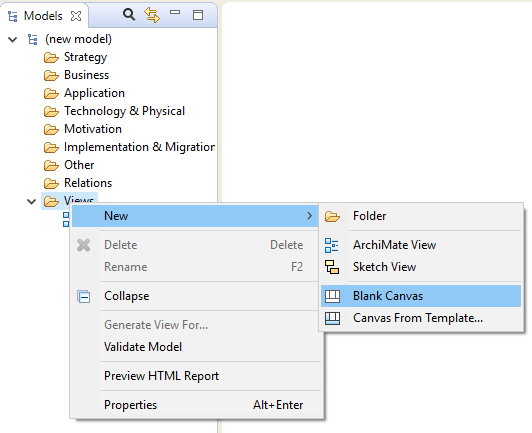 Models
(new model)
Strategy
Business
Application
Technology & Physical
Motivation
Implementation & Migration
Other
Relations
Views
New
Delete Delete
Rename F2
Collapse
Generate View For...
Validate Model
Preview HTML Report
Properties Alt+Enter
Folder
ArchiMate View
Sketch View
Blank Canvas
Canvas From Template...